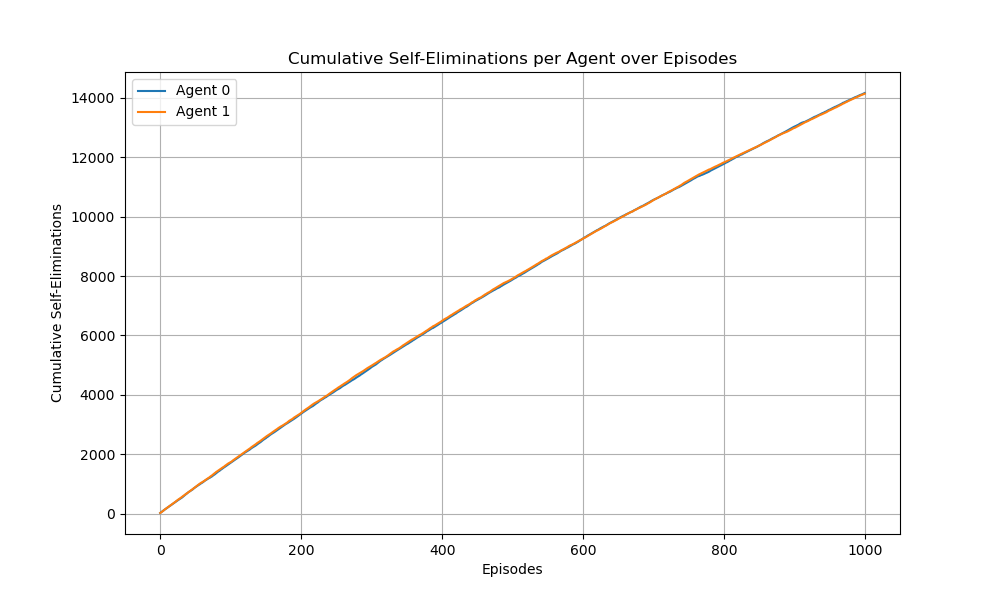 Cumulative Self-Eliminations per Agent over Episodes
Agent 0
Agent 1
14000
12000
10000
8000
6000
4000
2000
0
Cumulative Self-Eliminations
0 200 400 600 800 1000
Episodes